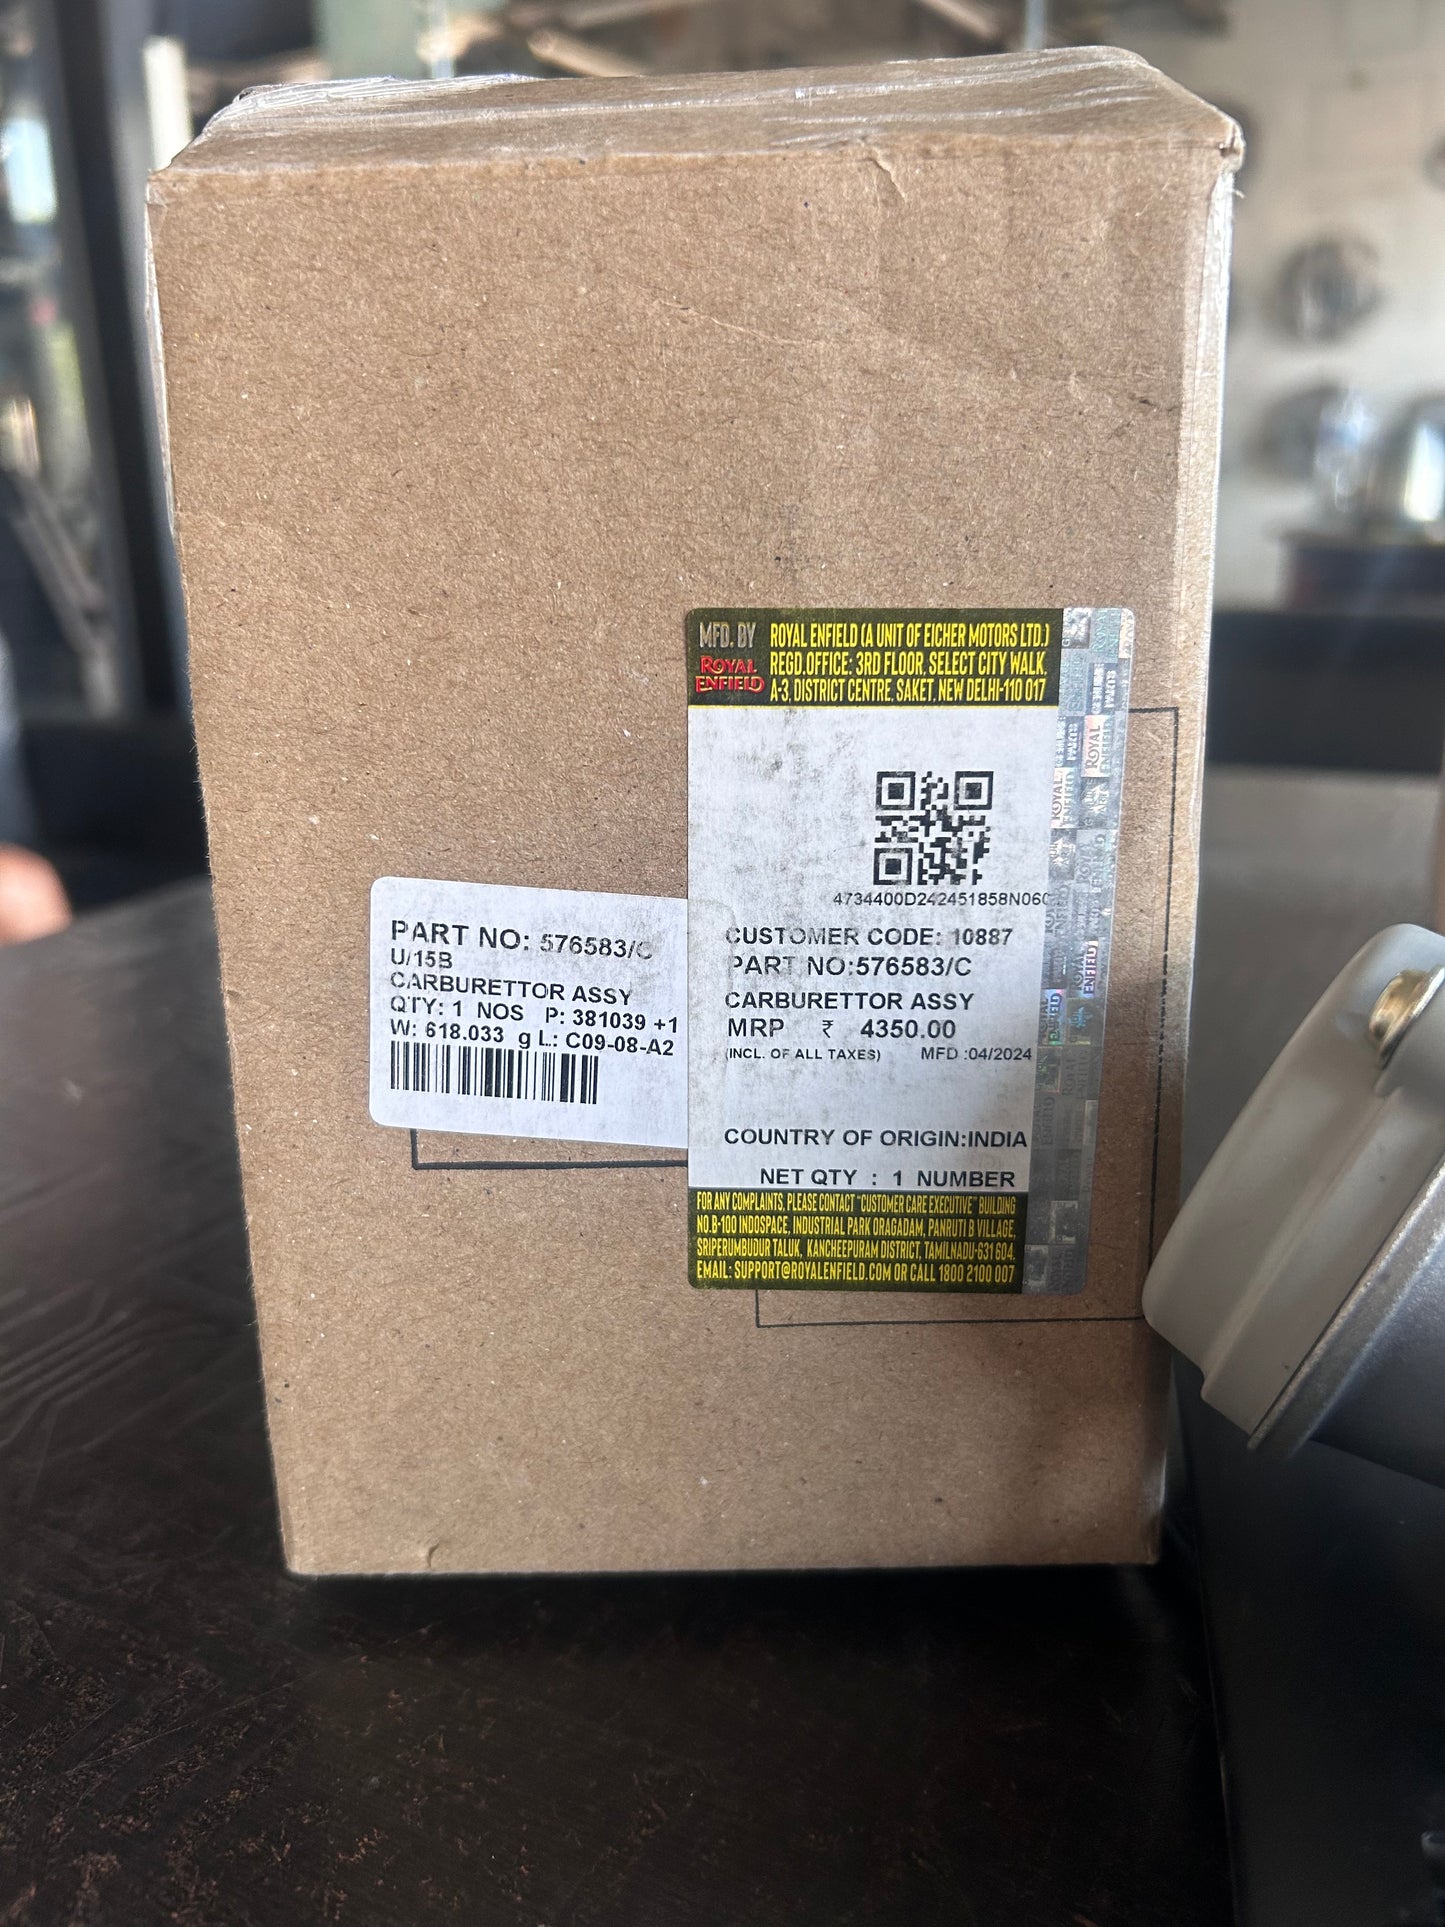 PART NO: 576583/C
U/15B
CARBURETTOR ASSY
QTY: 1 NOS P: 381039 +1
W: 618.033 g L: C09-08-A2
MFD. BY
ROYAL
ENFIELD
ROYAL ENFIELD (A UNIT OF EICHER MOTORS LTD.)
REGD.OFFICE: 3RD FLOOR, SELECT CITY WALK,
A-3, DISTRICT CENTRE, SAKET, NEW DELHI-110 017
4734400D242451858N060
CUSTOMER CODE: 10887
PART NO:576583/C
CARBURETTOR ASSY
MRP ₹ 4350.00
(INCL. OF ALL TAXES) MFD :04/2024
COUNTRY OF ORIGIN:INDIA
NET QTY : 1 NUMBER
FOR ANY COMPLAINTS, PLEASE CONTACT "CUSTOMER CARE EXECUTIVE" BUILDING
NO.B-100 INDOSPACE, INDUSTRIAL PARK ORAGADAM, PANRUTI B VILLAGE,
SRIPERUMBUDUR TALUK, KANCHEEPURAM DISTRICT, TAMILNADU-631 604.
EMAIL: SUPPORT@ROYALENFIELD.COM OR CALL 1800 2100 007
ROYAL
ENFIELD